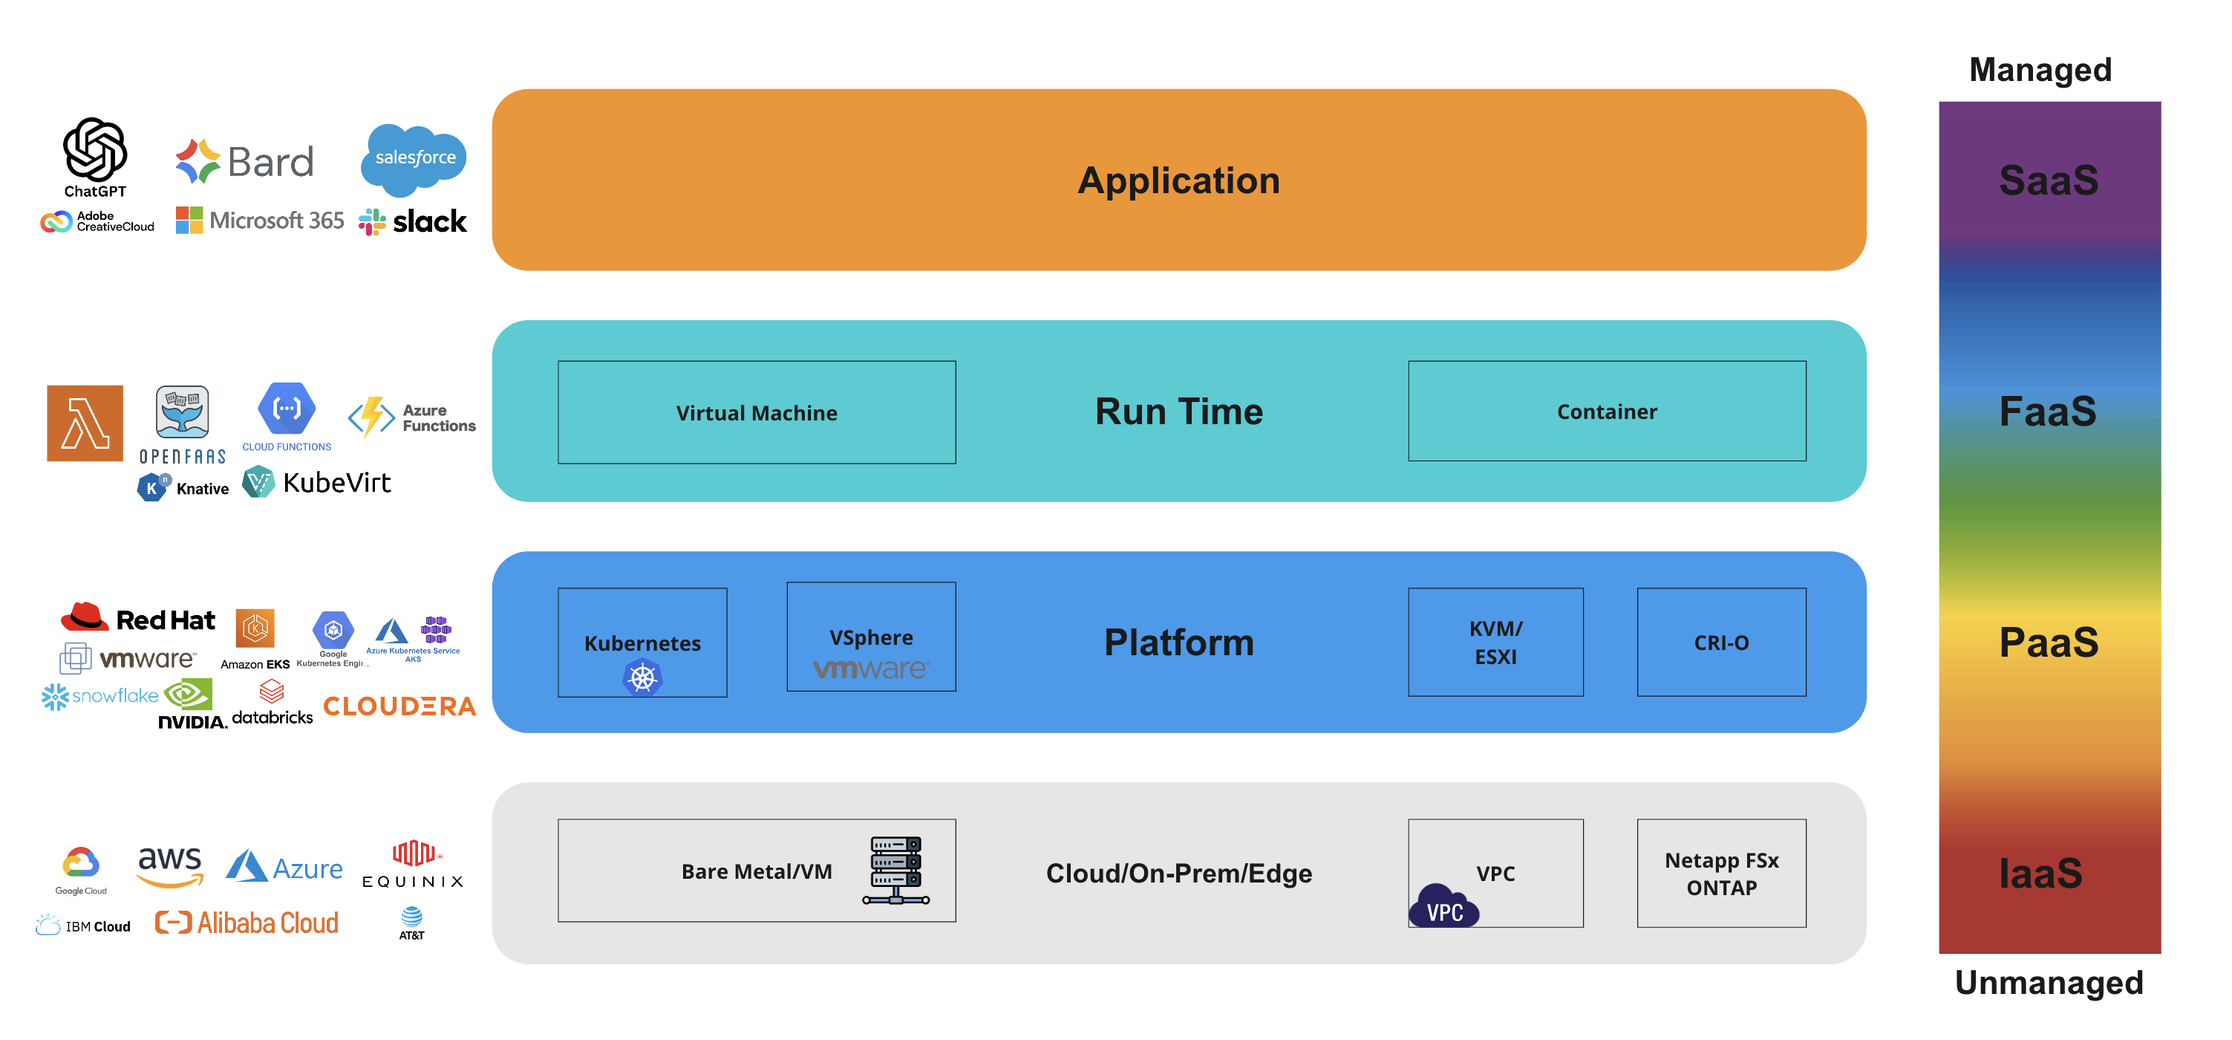 Managed
ChatGPT
Bard
salesforce
Adobe
CreativeCloud
Microsoft 365
slack
Application
SaaS
OPENFAAS
CLOUD FUNCTIONS
Azure
Functions
Knative
n
K
KubeVirt
Virtual Machine
Run Time
Container
FaaS
Red Hat
vmware™
Amazon EKS
Google
Kubernetes Engi..
Azure Kubernetes Service
AKS
snowflake
NVIDIA.
databricks
CLOUDERA
Kubernetes
VSphere
vmware®
Platform
KVM/
ESXI
CRI-O
PaaS
Google Cloud
aws
Azure
EQUINIX
IBM Cloud
Alibaba Cloud
AT&T
Bare Metal/VM
Cloud/On-Prem/Edge
VPC
VPC
Netapp FSx
ONTAP
IaaS
Unmanaged